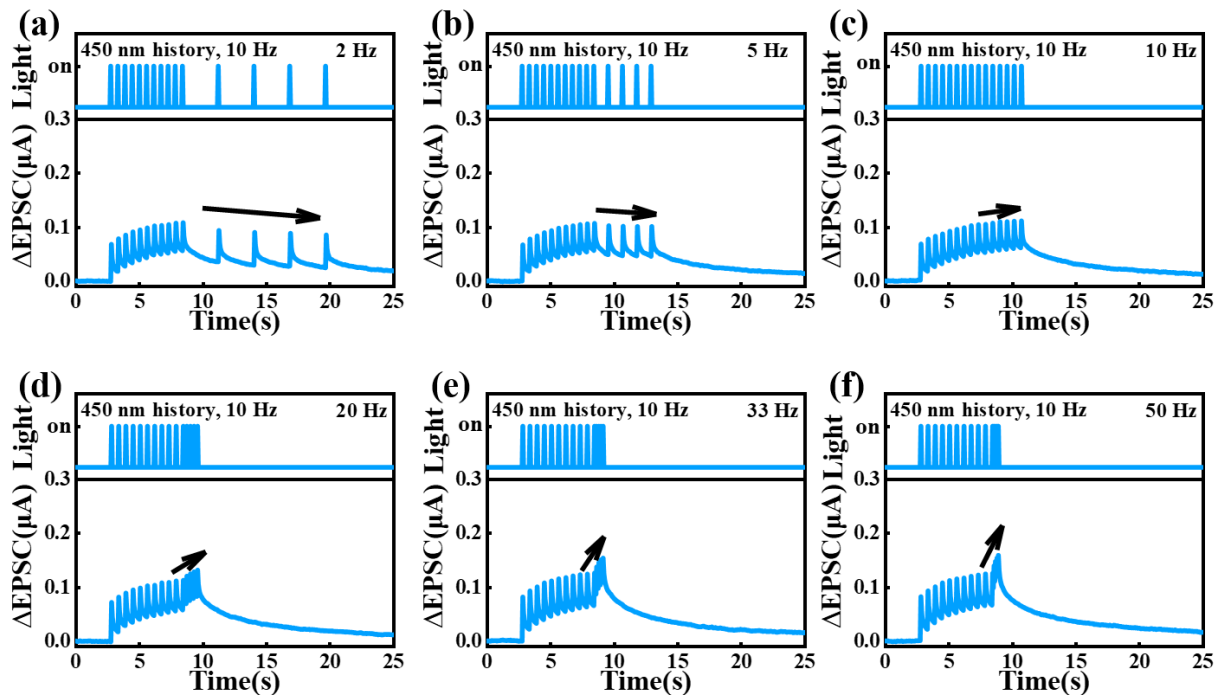 (a)
450 nm history, 10 Hz 2 Hz
on
Light
0.3
0.2
0.1
0.0
ΔEPSC(μA)
0 5 10 15 20 25
Time(s)
(b)
450 nm history, 10 Hz 5 Hz
on
Light
0.3
0.2
0.1
0.0
ΔEPSC(μA)
0 5 10 15 20 25
Time(s)
(c)
450 nm history, 10 Hz 10 Hz
on
Light
0.3
0.2
0.1
0.0
ΔEPSC(μA)
0 5 10 15 20 25
Time(s)
(d)
450 nm history, 10 Hz 20 Hz
on
Light
0.3
0.2
0.1
0.0
ΔEPSC(μA)
0 5 10 15 20 25
Time(s)
(e)
450 nm history, 10 Hz 33 Hz
on
Light
0.3
0.2
0.1
0.0
ΔEPSC(μA)
0 5 10 15 20 25
Time(s)
(f)
450 nm history, 10 Hz 50 Hz
on
Light
0.3
0.2
0.1
0.0
ΔEPSC(μA)
0 5 10 15 20 25
Time(s)